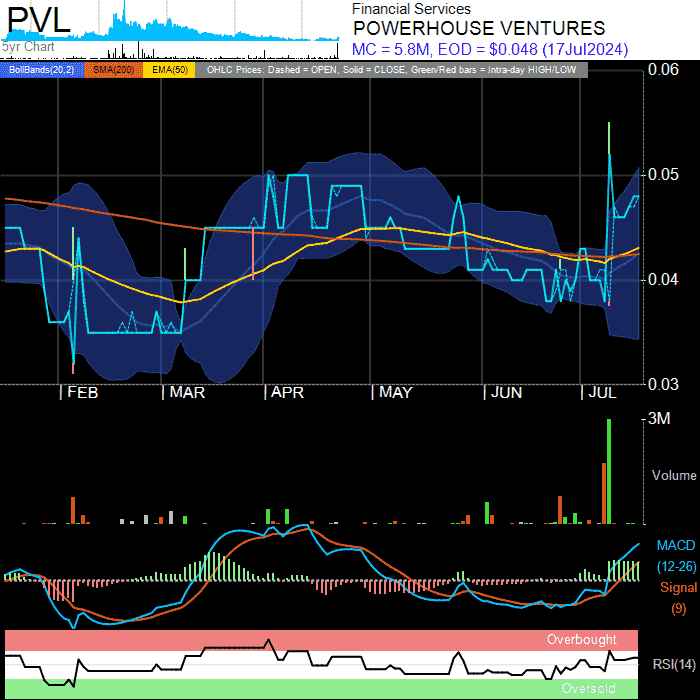 PVL
5yr Chart
Financial Services
POWERHOUSE VENTURES
MC = 5.8M, EOD = $0.048 (17Jul2024)
BollBands(20,2) SMA(200) EMA(50) OHLC Prices: Dashed = OPEN, Solid = CLOSE, Green/Red bars = Intra-day HIGH/LOW
0.06
0.05
0.04
0.03
FEB MAR APR MAY JUN JUL
3M
Volume
MACD
(12-26)
Signal
(9)
Overbought
RSI(14)
Oversold